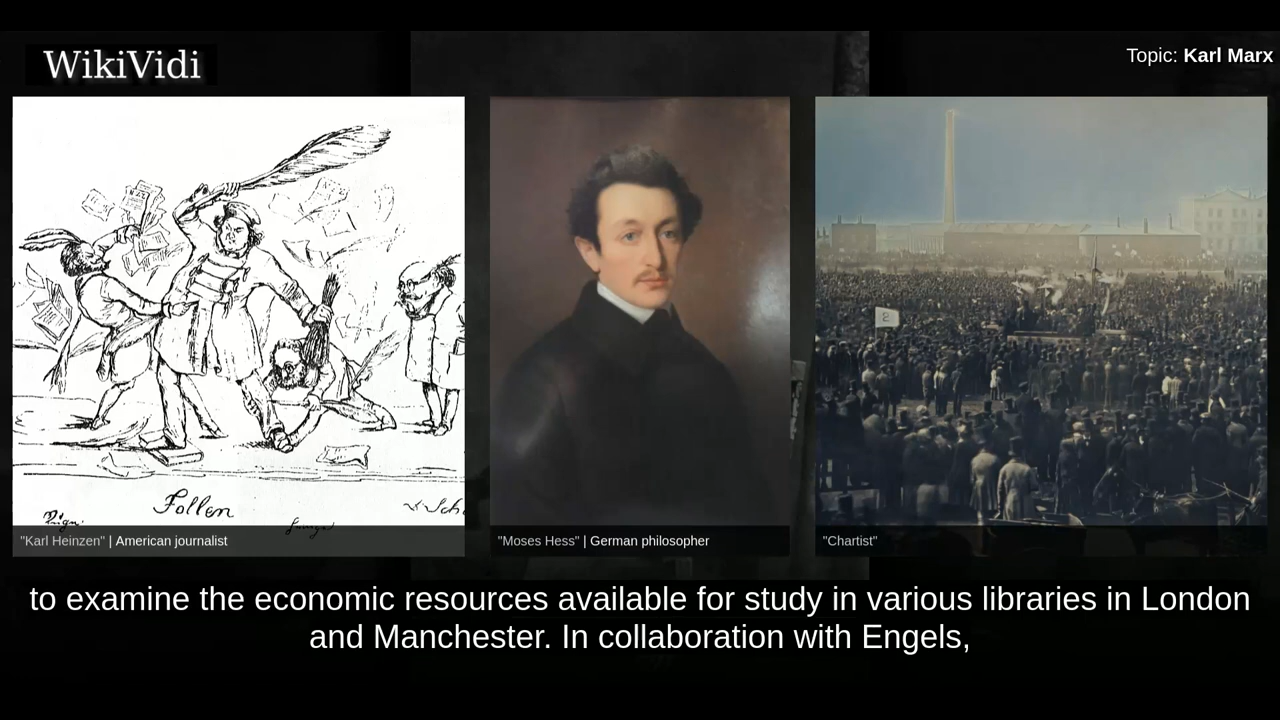 WikiVidi
Topic: Karl Marx
2
Follen
"Karl Heinzen" | American journalist
"Moses Hess" | German philosopher
"Chartist"
to examine the economic resources available for study in various libraries in London
and Manchester. In collaboration with Engels,